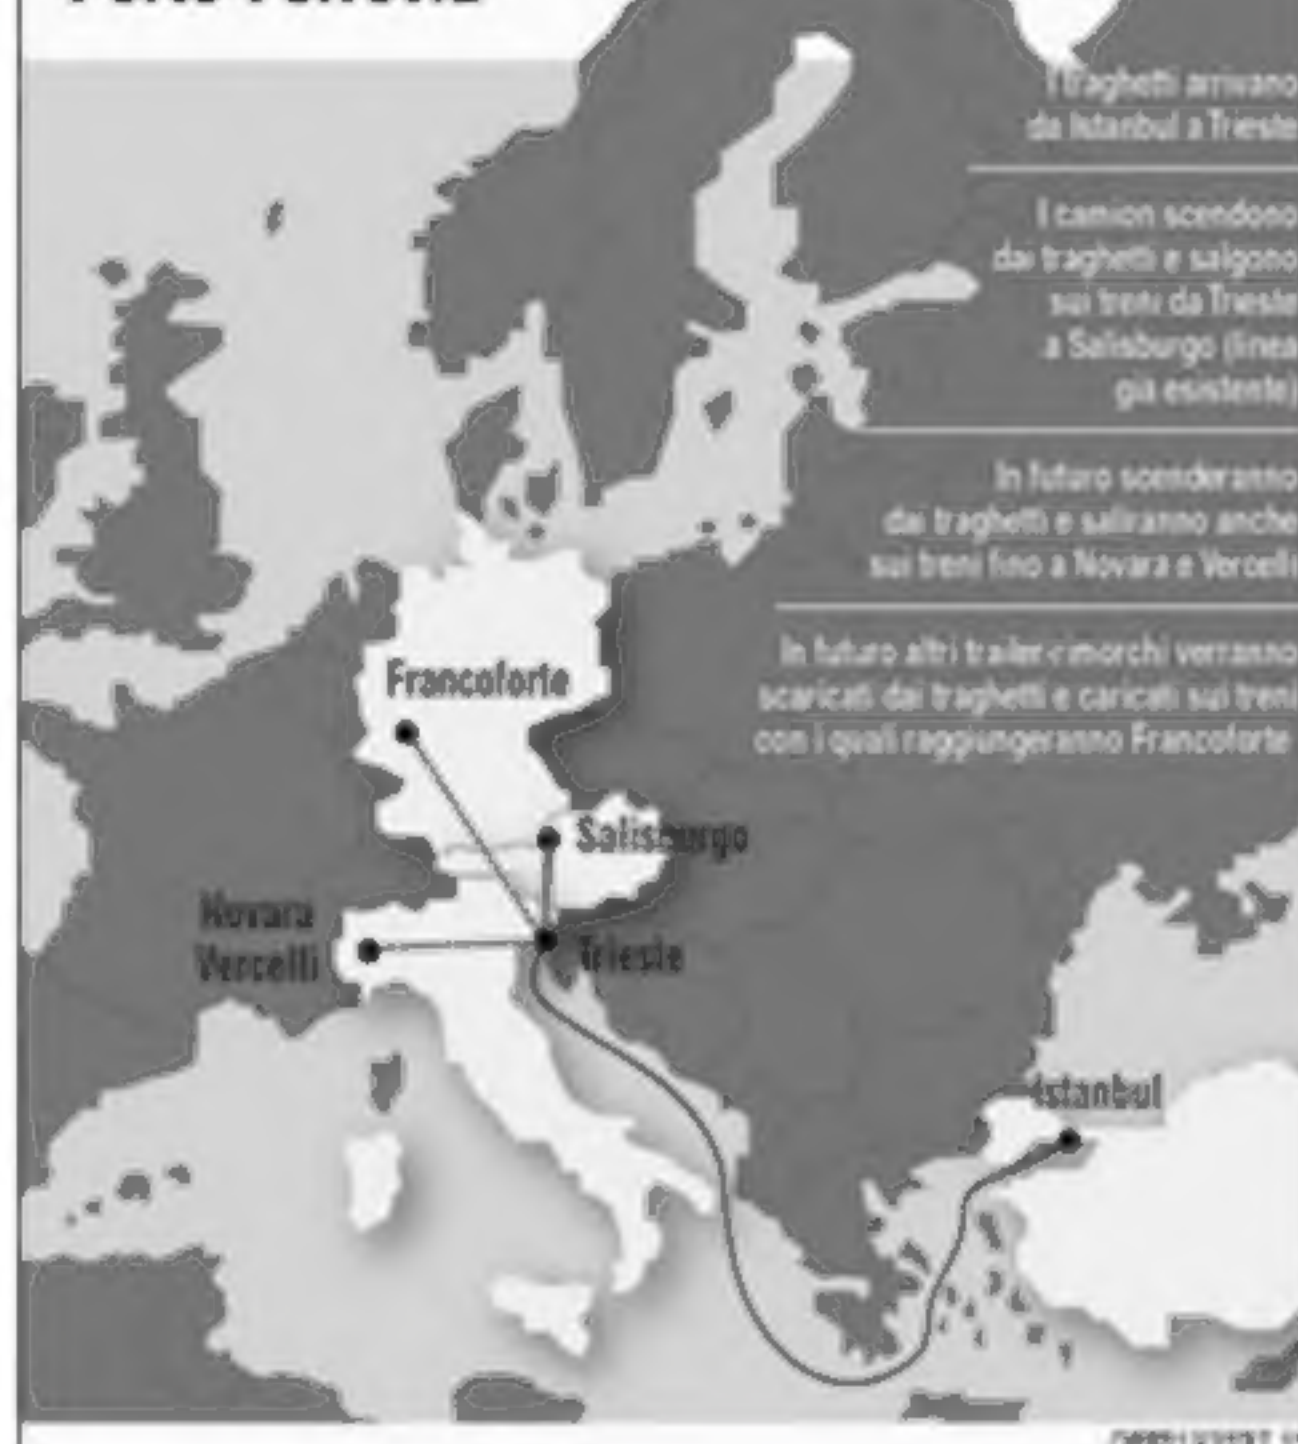 I traghetti arrivano
da Istanbul a Trieste
I camion scendono
dai traghetti e salgono
sui treni da Trieste
a Salisburgo (linea
già esistente)
In futuro scenderanno
dai traghetti e saliranno anche
sui treni fino a Novara e Vercelli
In futuro altri trailer-rimorchi verranno
scaricati dai traghetti e caricati sui treni
con i quali raggiungeranno Francoforte
Francoforte
Salisburgo
Novara
Vercelli
Trieste
Istanbul